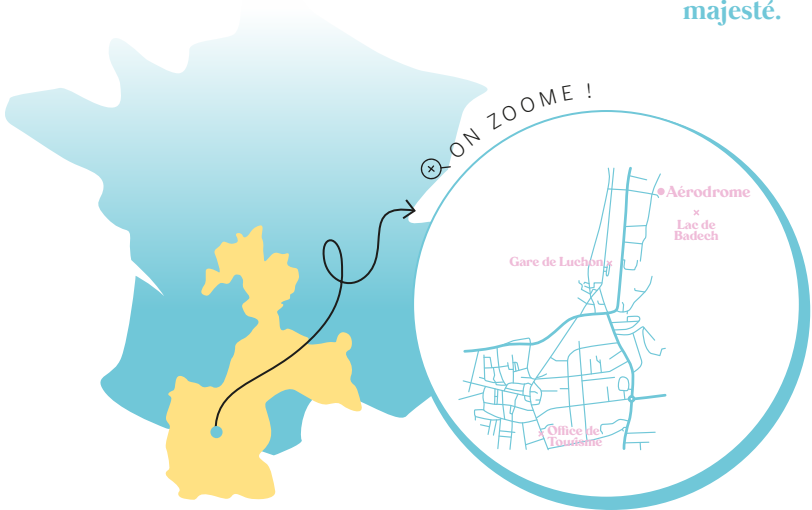 majesté.
ON ZOOME !
Aérodrome
Lac de
Badech
Gare de Luchon
Office de
Tourisme